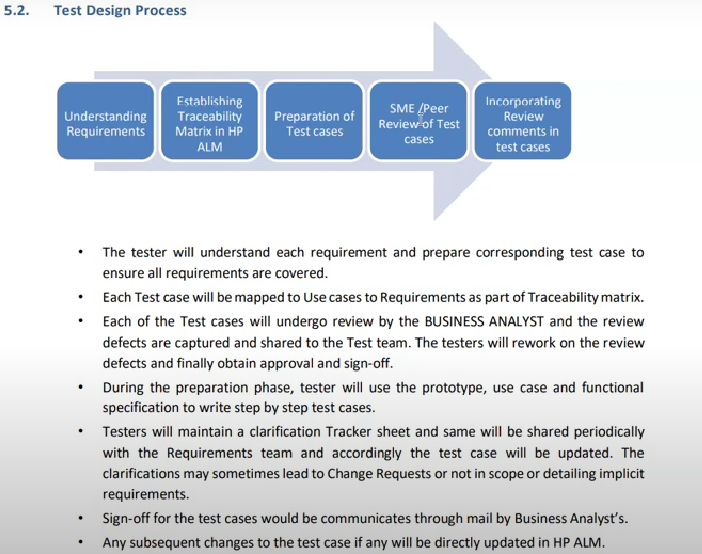 5.2. Test Design Process
Understanding
Requirements
Establishing
Traceability
Matrix in HP
ALM
Preparation of
Test cases
SME /Peer
Review of Test
cases
Incorporating
Review
comments in
test cases
• The tester will understand each requirement and prepare corresponding test case to
ensure all requirements are covered.
• Each Test case will be mapped to Use cases to Requirements as part of Traceability matrix.
• Each of the Test cases will undergo review by the BUSINESS ANALYST and the review
defects are captured and shared to the Test team. The testers will rework on the review
defects and finally obtain approval and sign-off.
• During the preparation phase, tester will use the prototype, use case and functional
specification to write step by step test cases.
• Testers will maintain a clarification Tracker sheet and same will be shared periodically
with the Requirements team and accordingly the test case will be updated. The
clarifications may sometimes lead to Change Requests or not in scope or detailing implicit
requirements.
• Sign-off for the test cases would be communicates through mail by Business Analyst's.
• Any subsequent changes to the test case if any will be directly updated in HP ALM.